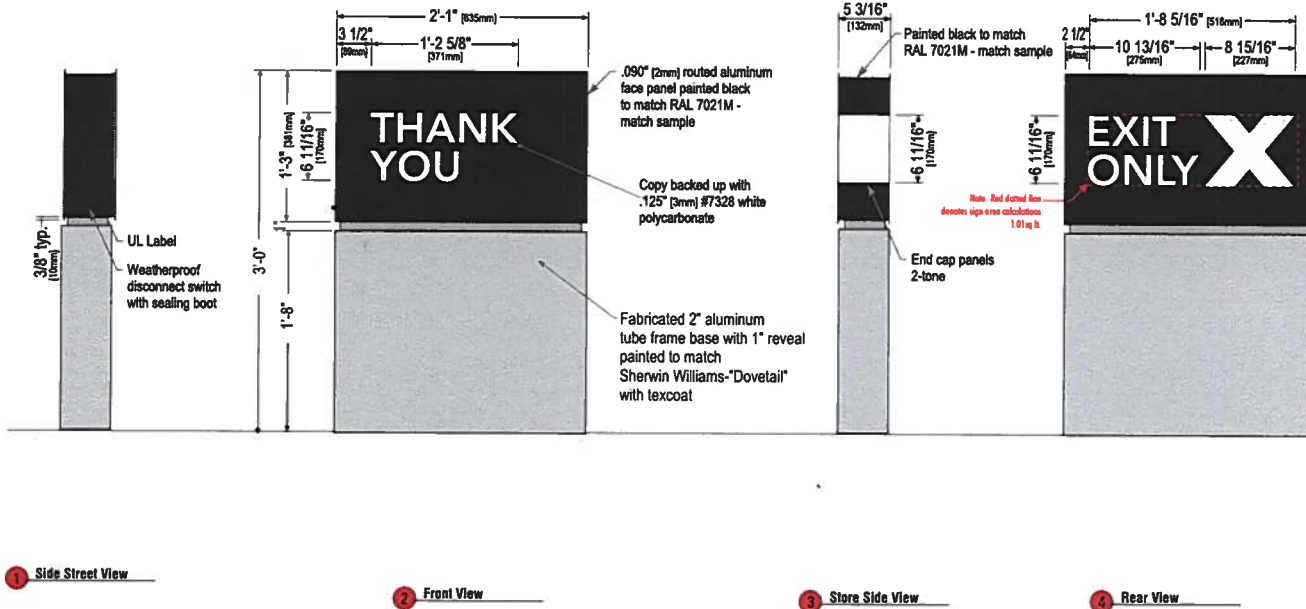 2'-1" [635mm]
3 1/2"
[89mm]
1'-2 5/8"
[371mm]
5 3/16"
[132mm]
1'-8 5/16" [516mm]
2 1/2"
[64mm]
10 13/16"
[275mm]
8 15/16"
[227mm]
Painted black to match
RAL 7021M - match sample
.090" [2mm] routed aluminum
face panel painted black
to match RAL 7021M -
match sample
THANK
YOU
EXIT
ONLY X
1'-3" [381mm]
6 11/16"
[170mm]
6 11/16"
[170mm]
6 11/16"
[170mm]
Copy backed up with
.125" [3mm] #7328 white
polycarbonate
Note: Red dotted line
denotes sign area calculations
1.01 sq ft.
3/8" typ.
[10mm]
UL Label
Weatherproof
disconnect switch
with sealing boot
3'-0"
1"
1'-8"
End cap panels
2-tone
Fabricated 2" aluminum
tube frame base with 1" reveal
painted to match
Sherwin Williams-"Dovetail"
with texcoat
1 Side Street View
2 Front View
3 Store Side View
4 Rear View